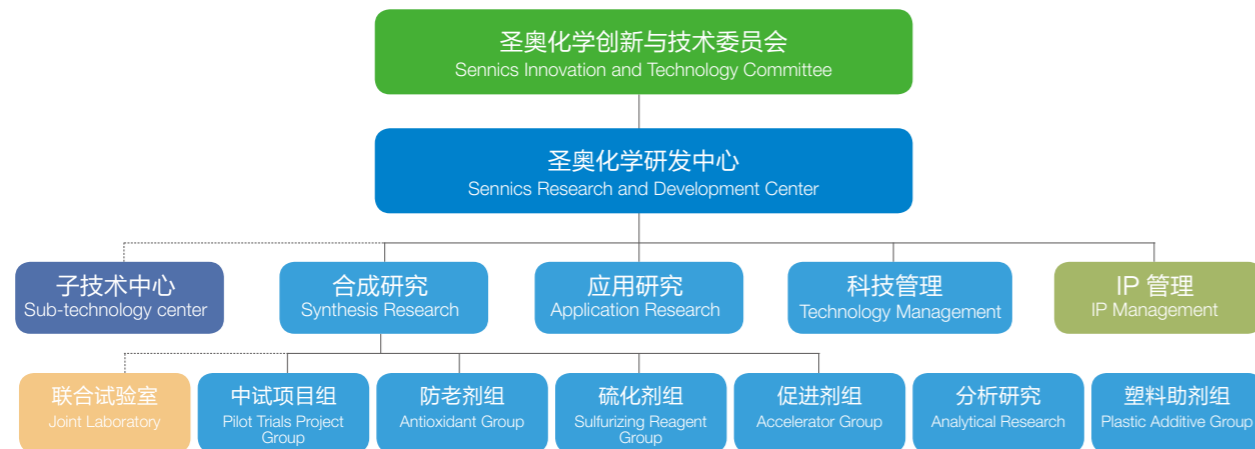 圣奥化学创新与技术委员会
Sennics Innovation and Technology Committee
圣奥化学研发中心
Sennics Research and Development Center
子技术中心
Sub-technology center
合成研究
Synthesis Research
应用研究
Application Research
科技管理
Technology Management
IP 管理
IP Management
联合试验室
Joint Laboratory
中试项目组
Pilot Trials Project
Group
防老剂组
Antioxidant Group
硫化剂组
Sulfurizing Reagent
Group
促进剂组
Accelerator Group
分析研究
Analytical Research
塑料助剂组
Plastic Additive Group